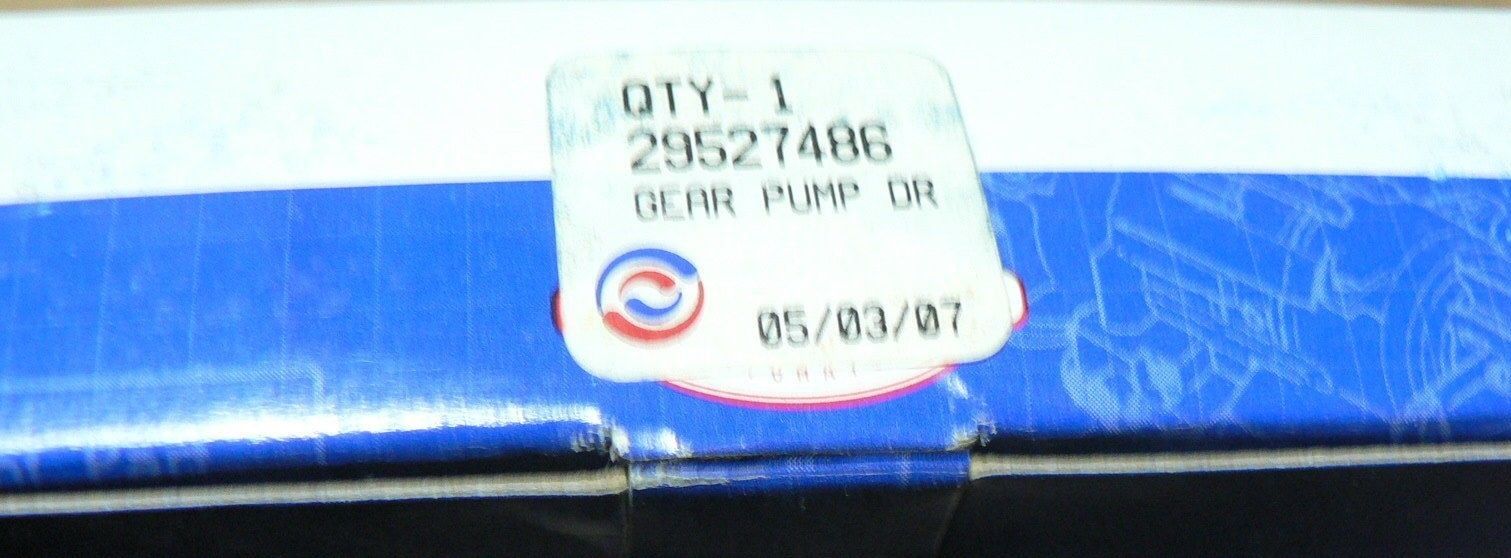 QTY- 1
29527486
GEAR PUMP DR
05/03/07